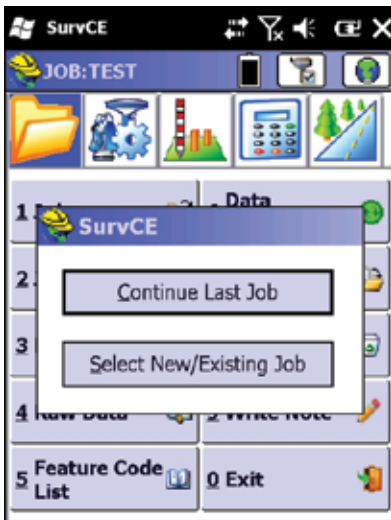 SurvCE
JOB:TEST
1
Data
SurvCE
2
Continue Last Job
3
Select New/Existing Job
4 Raw Data
9 Write Note
5 Feature Code List
0 Exit